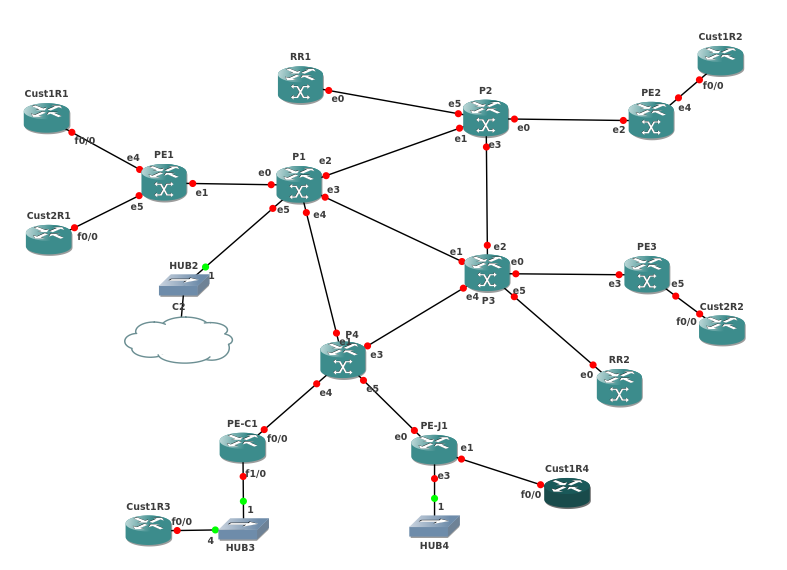 Cust1R2
RR1
f0/0
P2
PE2
e4
Cust1R1
e0
e5
e0
e2
f0/0
e1
e3
P1
e2
PE1
e4
e0
e3
e1
e5
e4
e5
Cust2R1
f0/0
e2
PE3
e1
e0
HUB2
1
e3
e5
e4
P3
e5
C2
Cust2R2
f0/0
P4
e1
e3
RR2
e0
e4
e5
PE-C1
f0/0
PE-J1
e0
e1
f1/0
e3
Cust1R4
f0/0
Cust1R3
f0/0
1
1
4
HUB3
HUB4